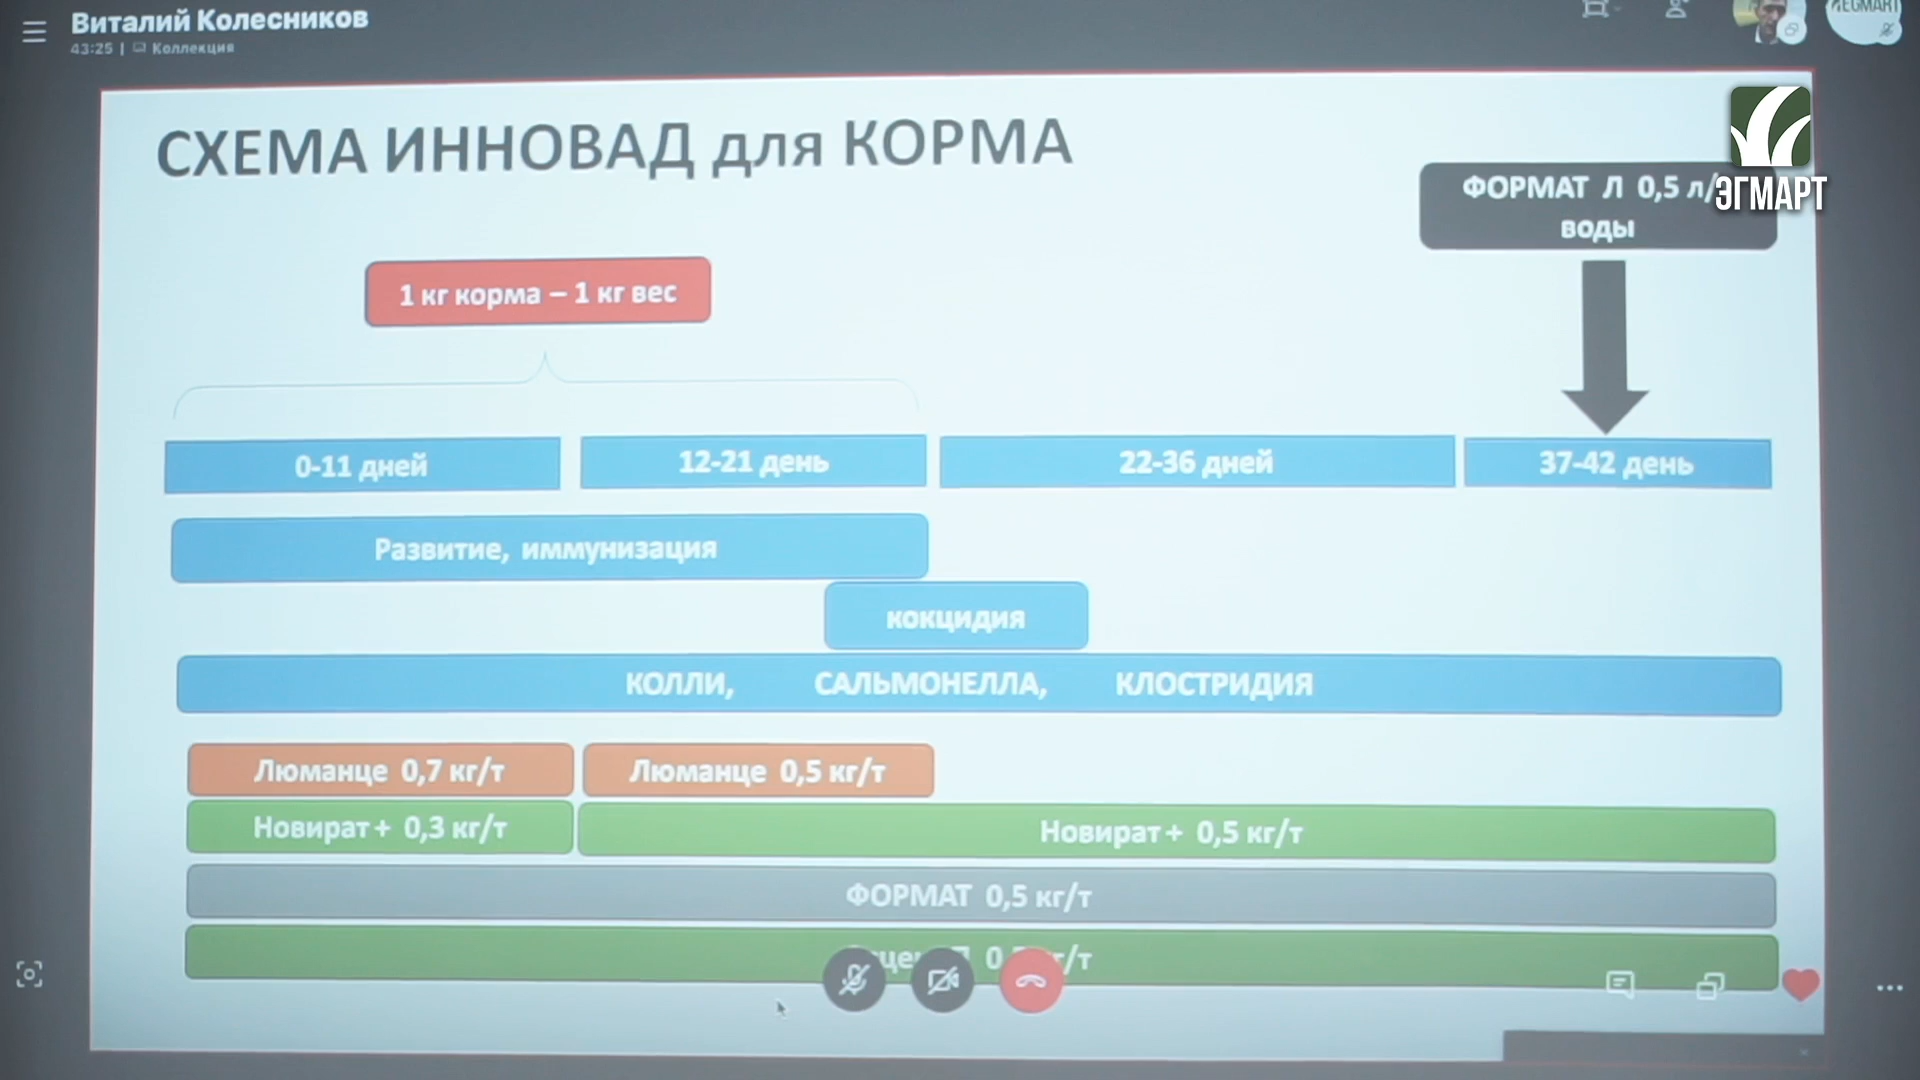 Виталий Колесников
43:25 | Коллекция
EGMART
СХЕМА ИННОВАД для КОРМА
ЭГМАРТ
ФОРМАТ Л 0,5 л/
воды
1 кг корма – 1 кг вес
0-11 дней
12-21 день
22-36 дней
37-42 день
Развитие, иммунизация
кокцидия
КОЛЛИ, САЛЬМОНЕЛЛА, КЛОСТРИДИЯ
Люманце 0,7 кг/т
Люманце 0,5 кг/т
Новират+ 0,3 кг/т
Новират+ 0,5 кг/т
ФОРМАТ 0,5 кг/т